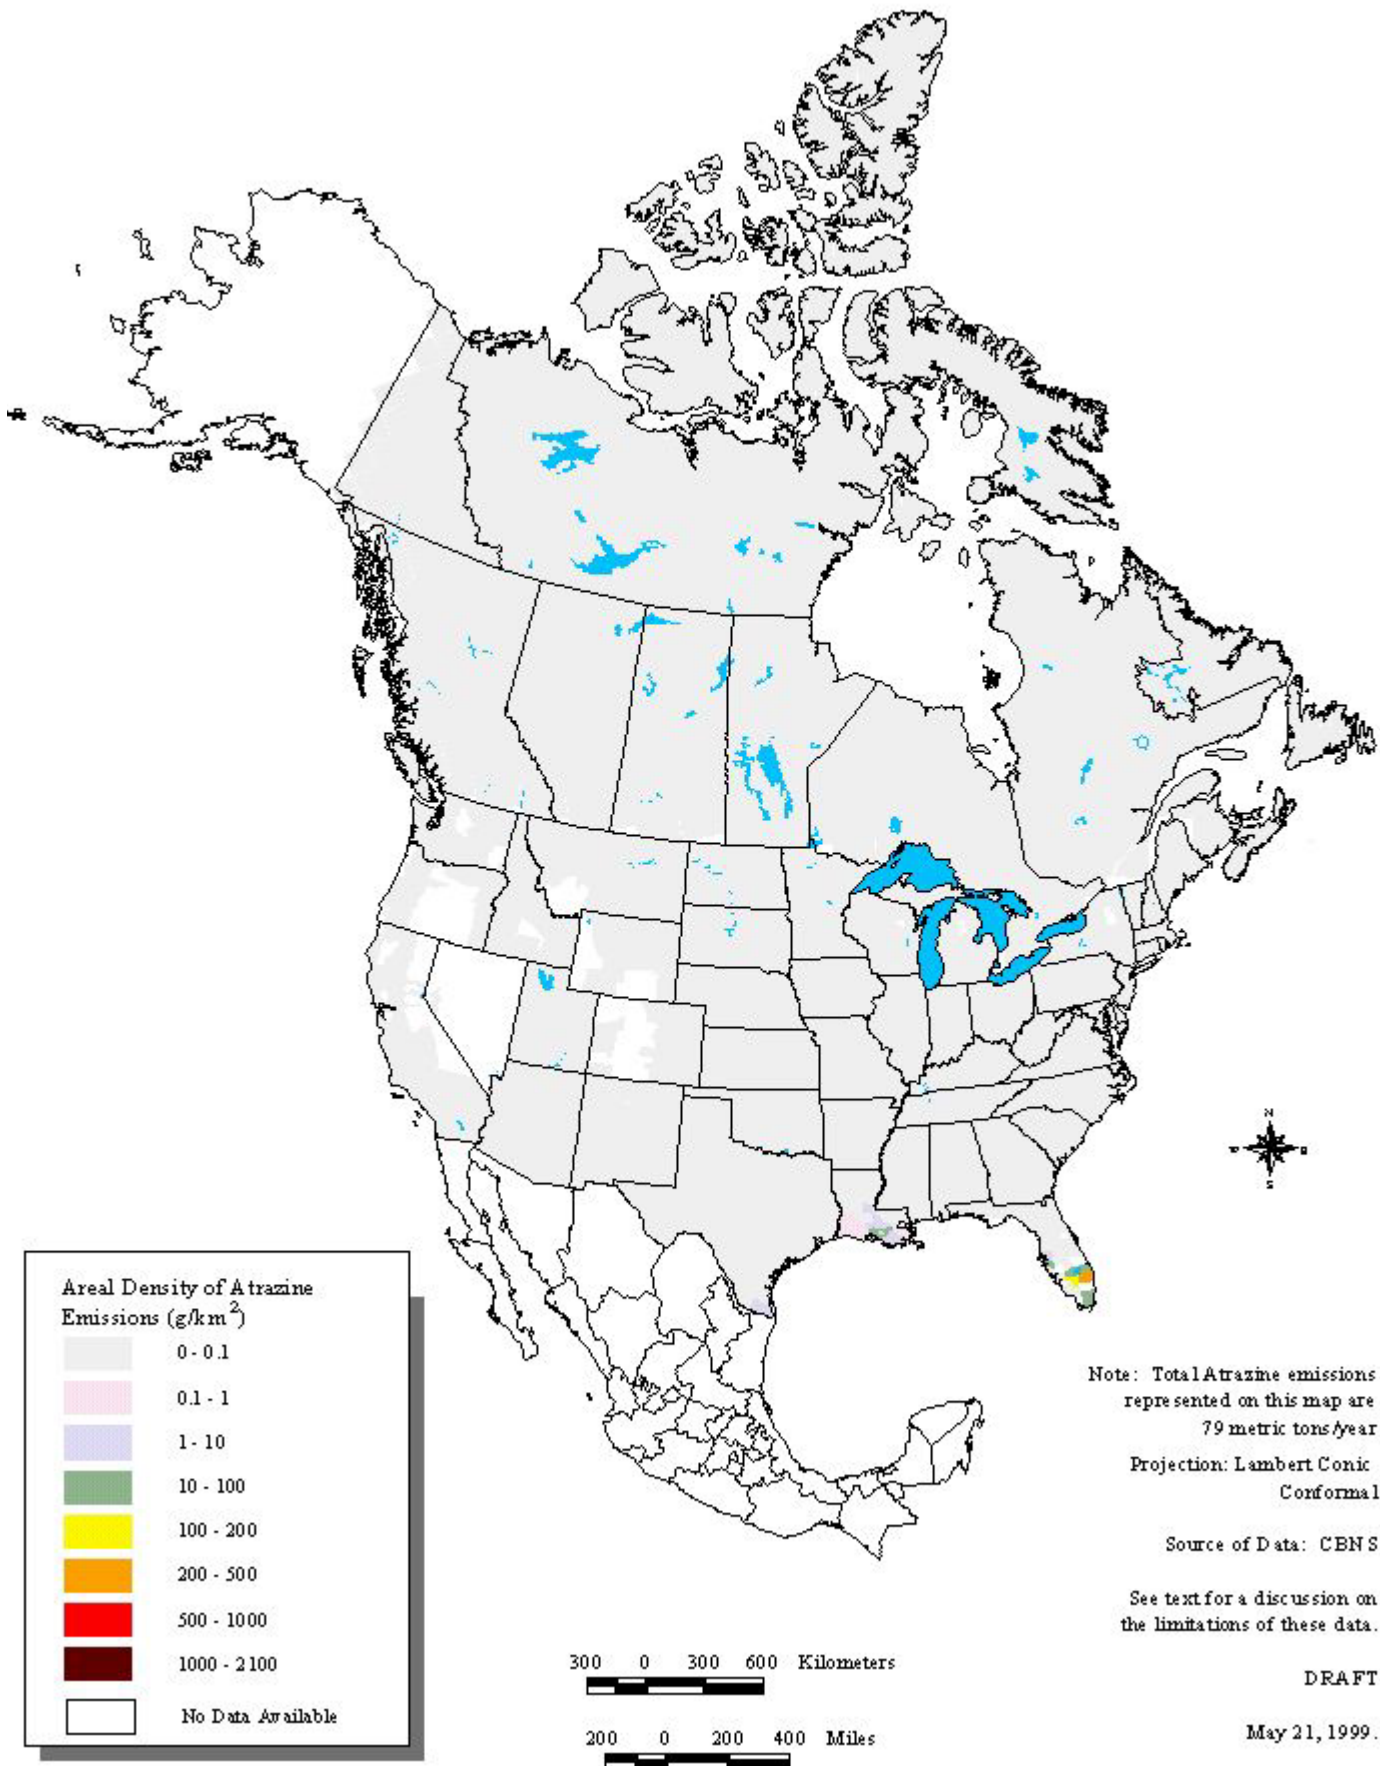 N
S
Areal Density of Atrazine
Emissions (g/km2)
0 - 0.1
0.1 - 1
1 - 10
10 - 100
100 - 200
200 - 500
500 - 1000
1000 - 2100
No Data Available
Note: Total Atrazine emissions
represented on this map are
79 metric tons/year
Projection: Lambert Conic
Conformal
Source of Data: CBNS
See text for a discussion on
the limitations of these data.
DRAFT
May 21, 1999.
300 0 300 600 Kilometers
200 0 200 400 Miles